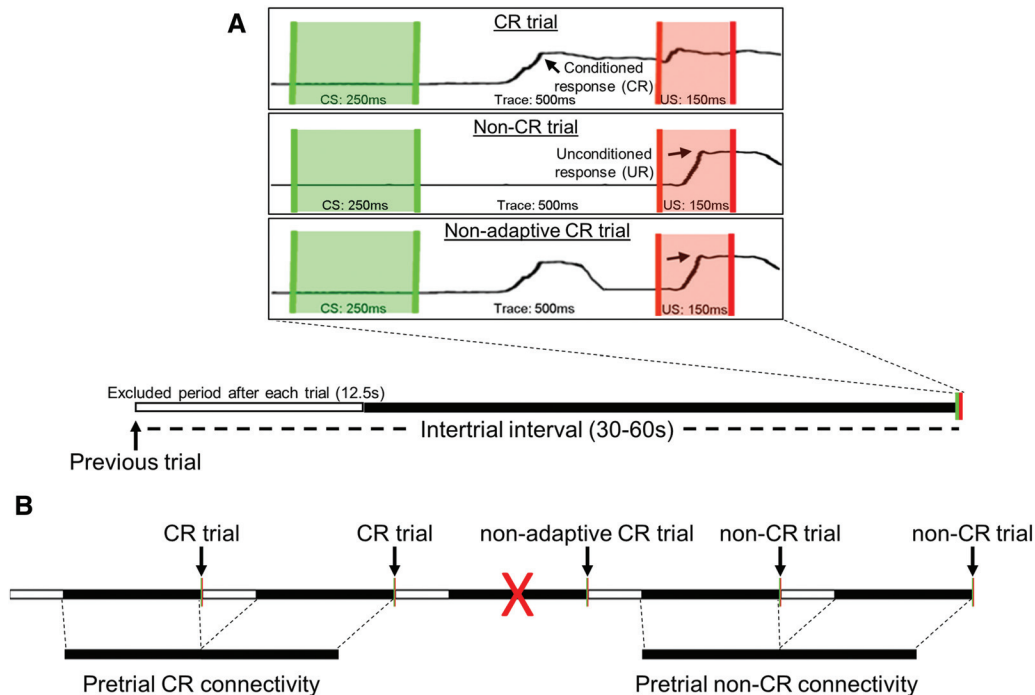 A
CR trial
Conditioned
response (CR)
CS: 250ms
Trace: 500ms
US: 150ms
Non-CR trial
Unconditioned
response (UR)
CS: 250ms
Trace: 500ms
US: 150ms
Non-adaptive CR trial
CS: 250ms
Trace: 500ms
US: 150ms
Excluded period after each trial (12.5s)
Intertrial interval (30-60s)
Previous trial
B
CR trial
CR trial
non-adaptive CR trial
non-CR trial
non-CR trial
Pretrial CR connectivity
Pretrial non-CR connectivity